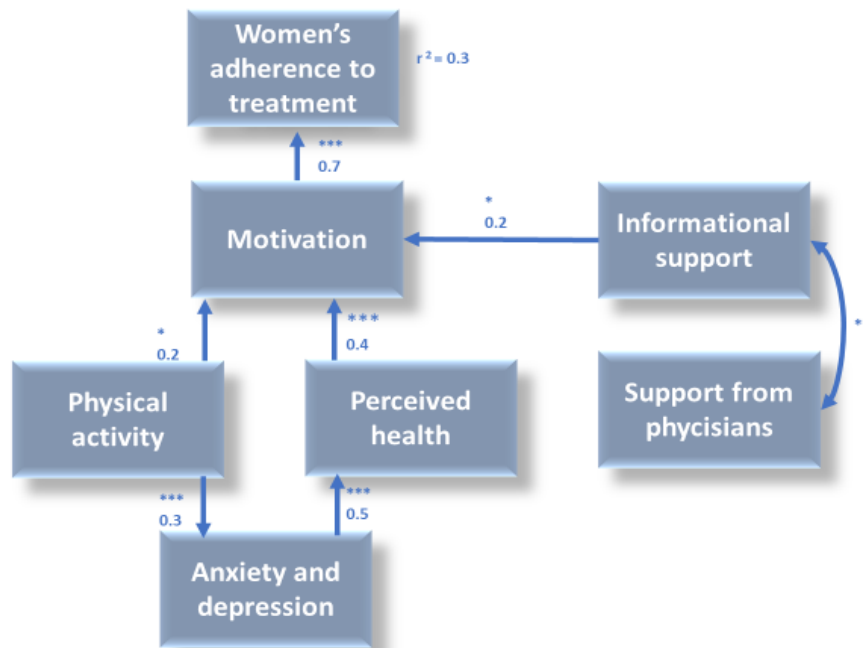 Women's
adherence to
treatment
r² = 0.3
***
0.7
Motivation
*
0.2
Informational
support
*
0.2
***
0.4
*
Physical
activity
Perceived
health
Support from
phycisians
***
0.3
***
0.5
Anxiety and
depression